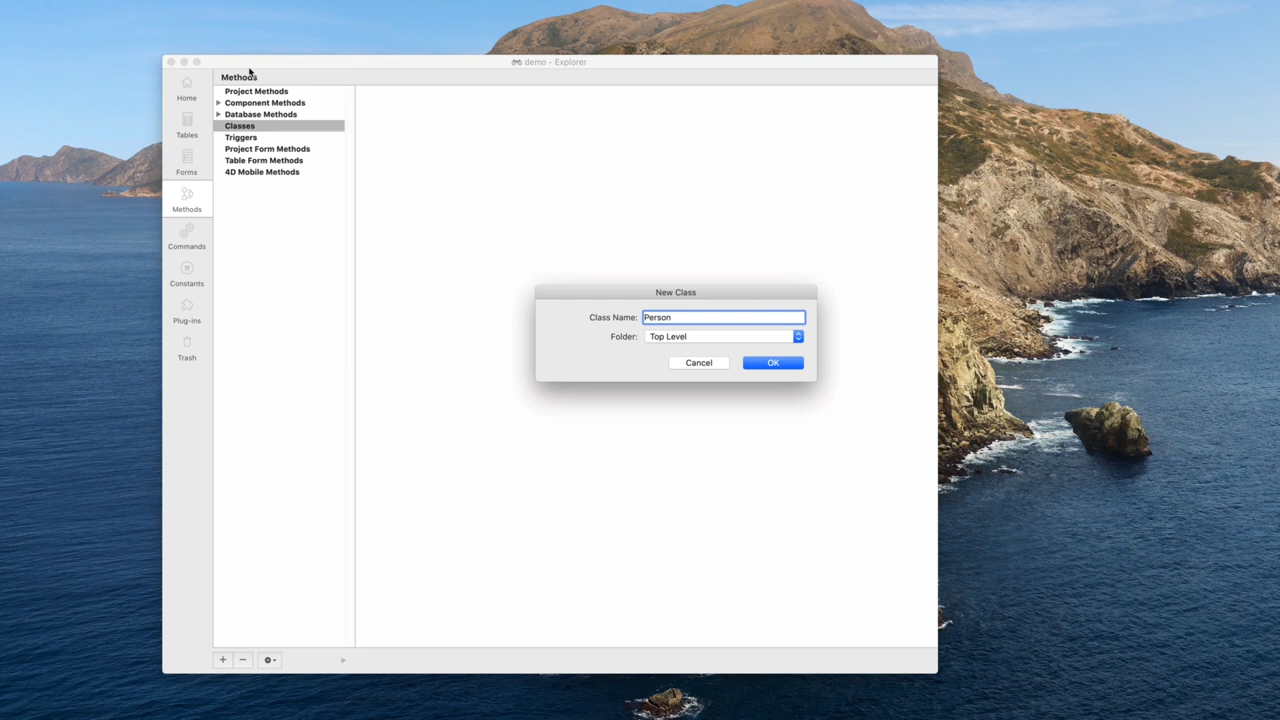 demo - Explorer
Methods
Home
Tables
Forms
Methods
Commands
Constants
Plug-ins
Trash
Project Methods
Component Methods
Database Methods
Classes
Triggers
Project Form Methods
Table Form Methods
4D Mobile Methods
New Class
Class Name: Person
Folder: Top Level
Cancel OK